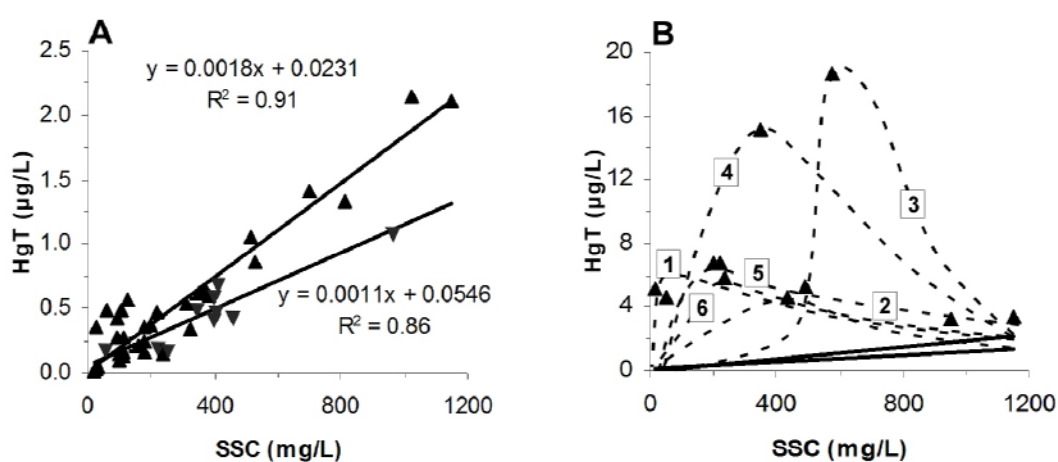 A
2.5
2.0
1.5
1.0
0.5
0.0
HgT (µg/L)
y = 0.0018x + 0.0231
R² = 0.91
y = 0.0011x + 0.0546
R² = 0.86
0
400
800
1200
SSC (mg/L)
B
20
16
12
8
4
0
HgT (µg/L)
4
3
1
5
2
6
0
400
800
1200
SSC (mg/L)